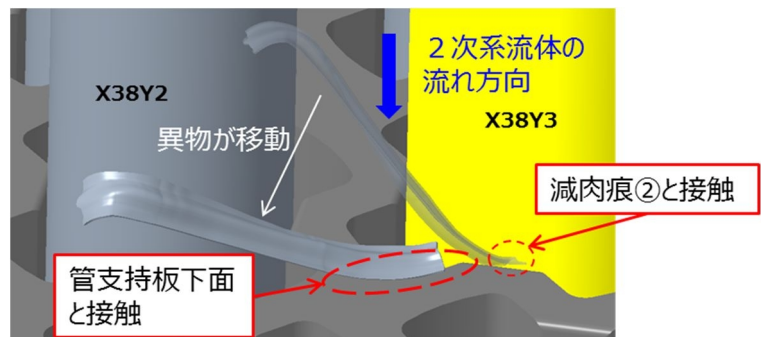 ２次系流体の
流れ方向
X38Y2
X38Y3
異物が移動
減肉痕②と接触
管支持板下面
と接触